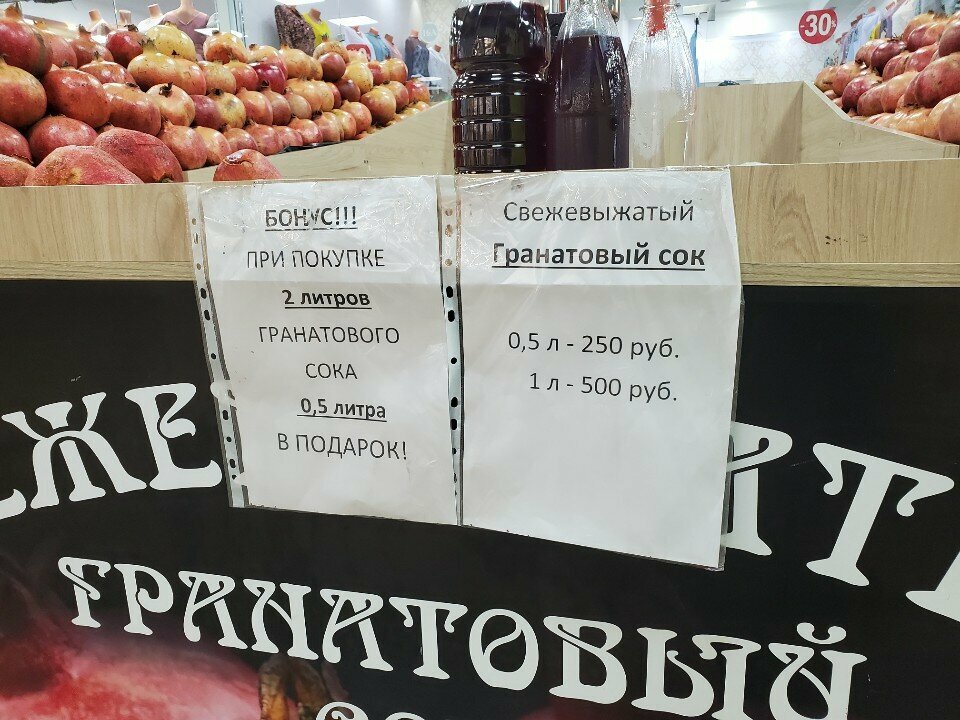 30%
БОНУС!!!
ПРИ ПОКУПКЕ
2 литров
ГРАНАТОВОГО
СОКА
0,5 литра
В ПОДАРОК!
Свежевыжатый
Гранатовый сок
0,5 л - 250 руб.
1 л - 500 руб.
ГРАНАТОВЫЙ